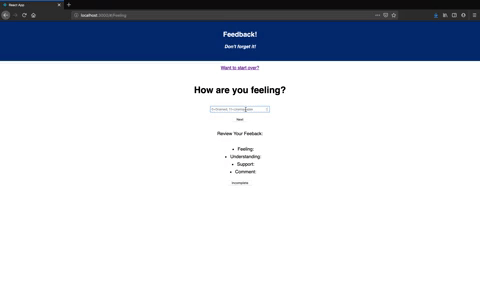 React App
localhost:3000/#/feeling
Feedback!
Don't forget it!
Want to start over?
How are you feeling?
Next
Review Your Feeback:
Feeling:
Understanding:
Support:
Comment:
Incomplete